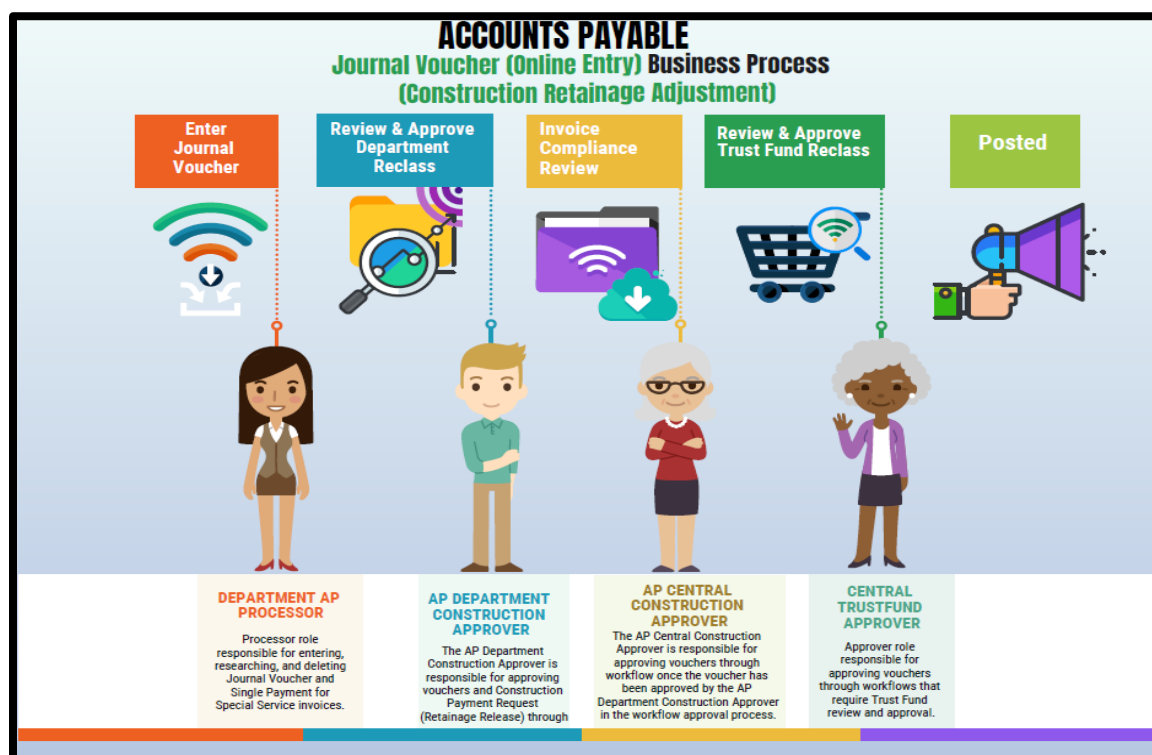 ACCOUNTS PAYABLE
Journal Voucher (Online Entry) Business Process
(Construction Retainage Adjustment)
Enter
Journal
Voucher
Review & Approve
Department
Reclass
Invoice
Compliance
Review
Review & Approve
Trust Fund Reclass
Posted
DEPARTMENT AP
PROCESSOR
Processor role
responsible for entering,
researching, and deleting
Journal Voucher and
Single Payment for
Special Service invoices.
AP DEPARTMENT
CONSTRUCTION
APPROVER
The AP Department
Construction Approver is
responsible for approving
vouchers and Construction
Payment Request
(Retainage Release) through
AP CENTRAL
CONSTRUCTION
APPROVER
The AP Central Construction
Approver is responsible for
approving vouchers through
workflow once the voucher has
been approved by the AP
Department Construction Approver
in the workflow approval process.
CENTRAL
TRUSTFUND
APPROVER
Approver role
responsible for
approving vouchers
through workflows that
require Trust Fund
review and approval.